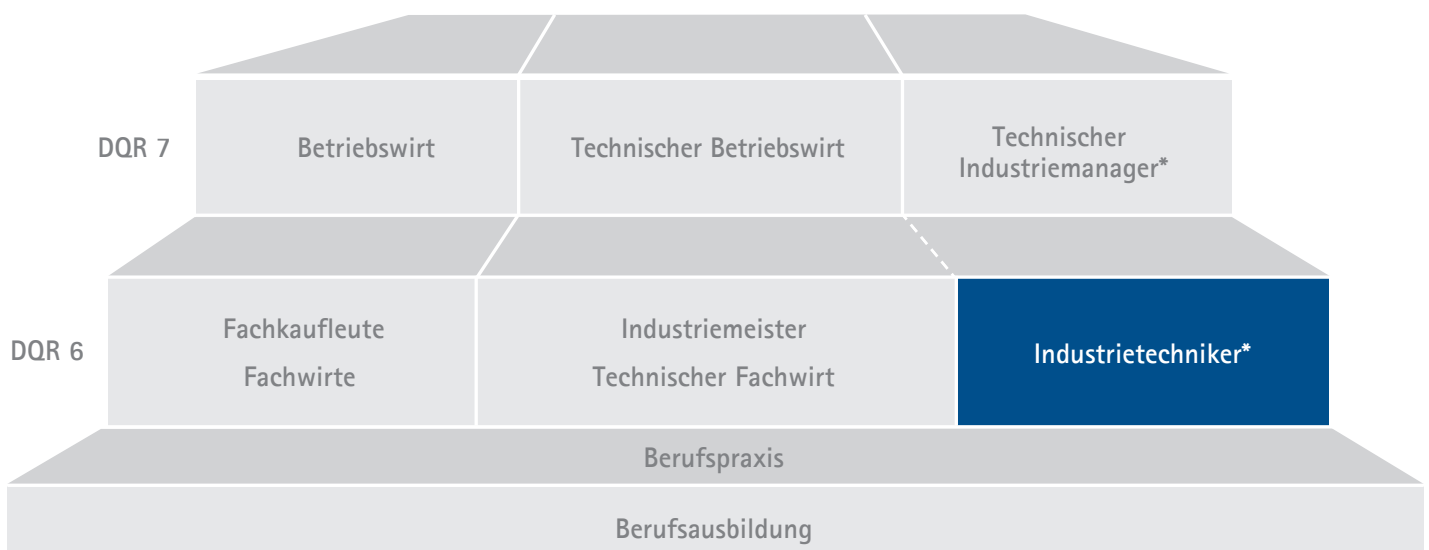 DQR 7
Betriebswirt
Technischer Betriebswirt
Technischer
Industriemanager*
DQR 6
Fachkaufleute
Fachwirte
Industriemeister
Technischer Fachwirt
Industrietechniker*
Berufspraxis
Berufsausbildung